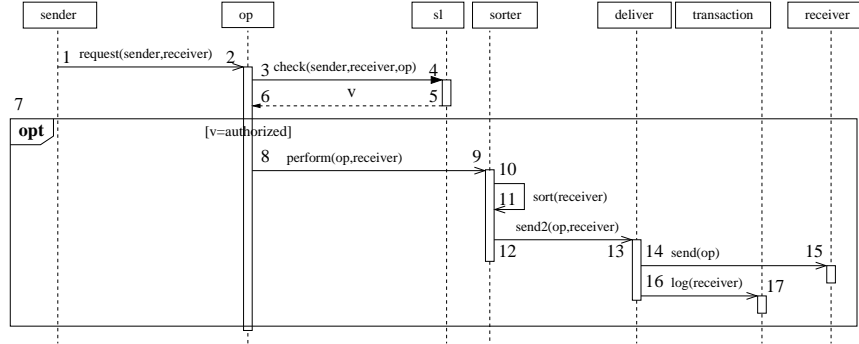 sender op sl sorter deliver transaction receiver
1 request(sender,receiver) 2
3 check(sender,receiver,op) 4
6 v 5
7
opt [v=authorized]
8 perform(op,receiver) 9 10
11 sort(receiver)
send2(op,receiver)
12 13 14 send(op) 15
16 log(receiver) 17